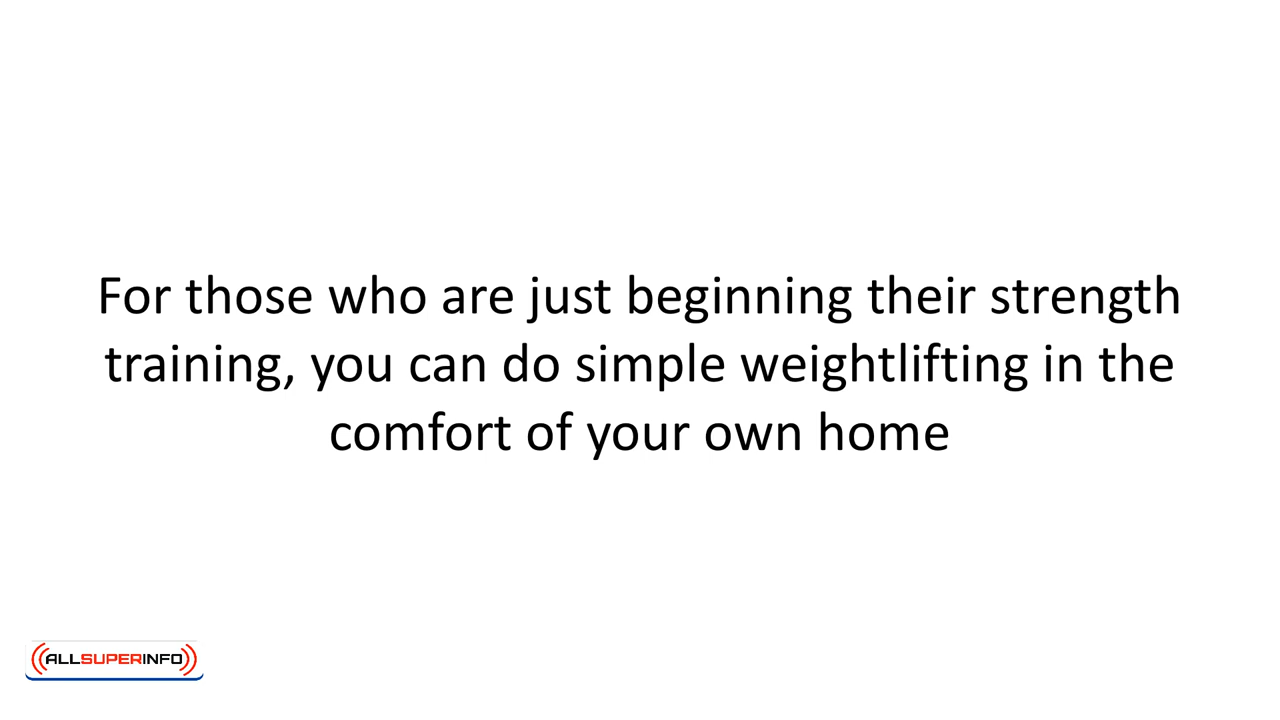 For those who are just beginning their strength
training, you can do simple weightlifting in the
comfort of your own home
ALLSUPERINFO